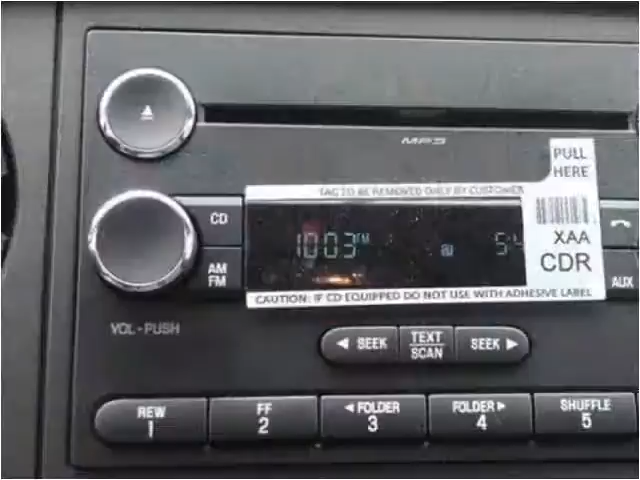 MP3
PULL
HERE
TAG TO BE REMOVED ONLY BY CUSTOMER
CD
1003 FM
XAA
CDR
AM
FM
AUX
CAUTION: IF CD EQUIPPED DO NOT USE WITH ADHESIVE LABEL
VOL-PUSH
◄ SEEK
TEXT
SCAN
SEEK ►
REW
1
FF
2
◄ FOLDER
3
FOLDER ►
4
SHUFFLE
5